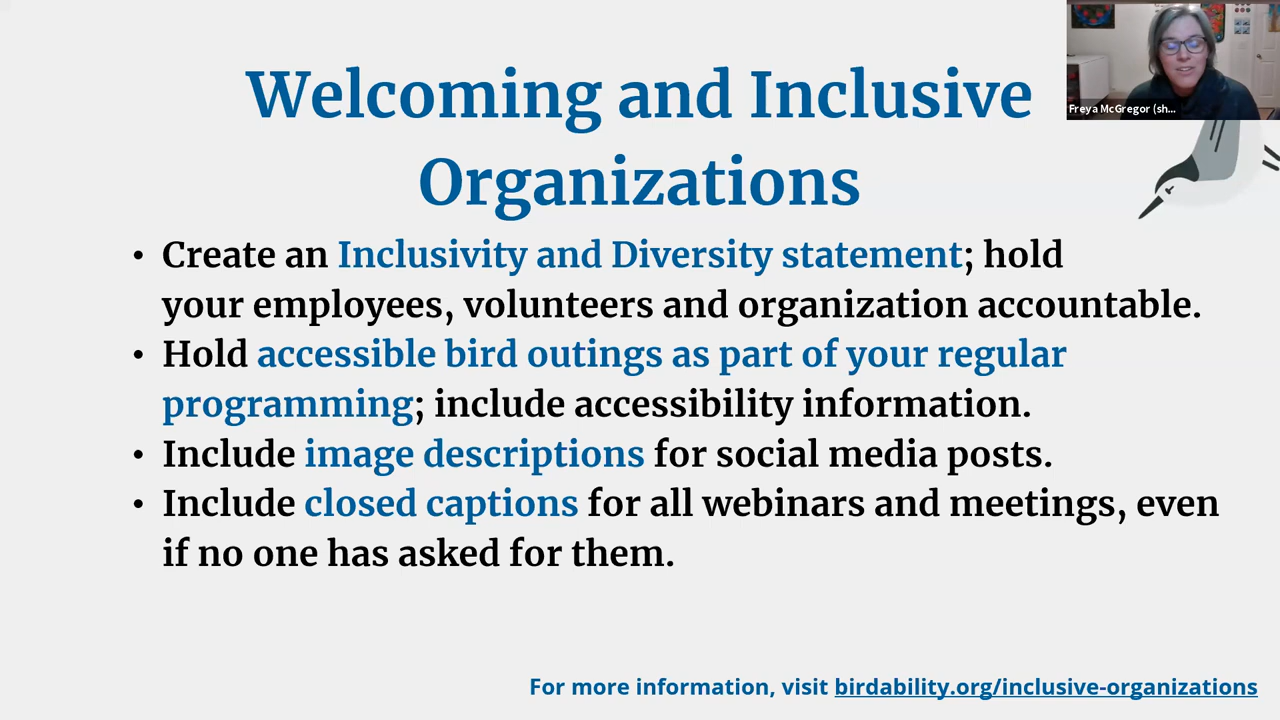 Welcoming and Inclusive
Organizations
Freya McGregor (sh...
• Create an Inclusivity and Diversity statement; hold
your employees, volunteers and organization accountable.
• Hold accessible bird outings as part of your regular
programming; include accessibility information.
• Include image descriptions for social media posts.
• Include closed captions for all webinars and meetings, even
if no one has asked for them.
For more information, visit birdability.org/inclusive-organizations